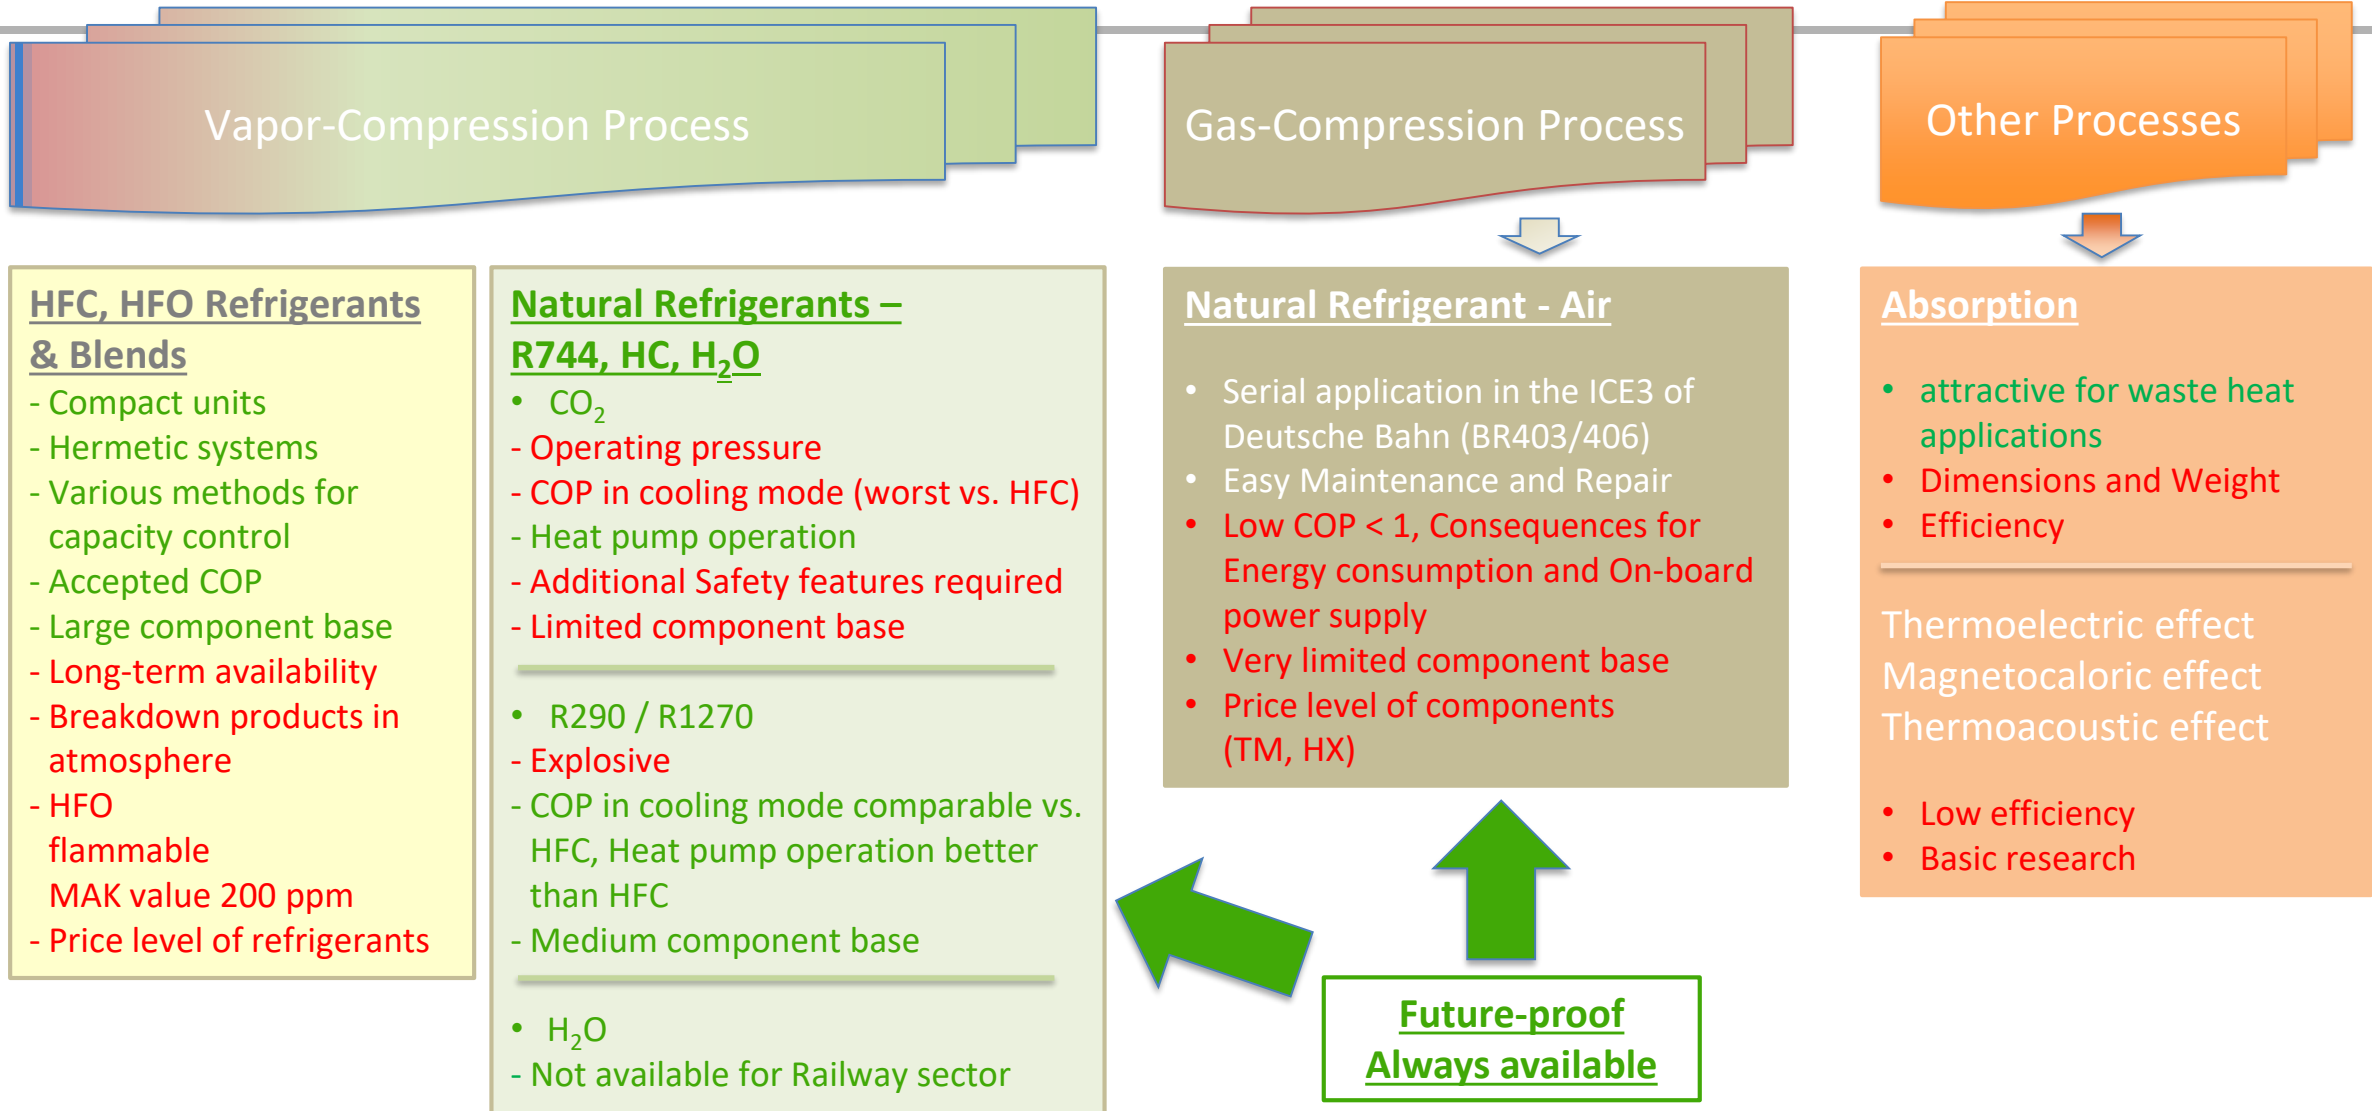 Vapor-Compression Process
Gas-Compression Process
Other Processes
HFC, HFO Refrigerants
& Blends
- Compact units
- Hermetic systems
- Various methods for
capacity control
- Accepted COP
- Large component base
- Long-term availability
- Breakdown products in
atmosphere
- HFO
flammable
MAK value 200 ppm
- Price level of refrigerants
Natural Refrigerants –
R744, HC, H₂O
• CO₂
- Operating pressure
- COP in cooling mode (worst vs. HFC)
- Heat pump operation
- Additional Safety features required
- Limited component base
• R290 / R1270
- Explosive
- COP in cooling mode comparable vs.
HFC, Heat pump operation better
than HFC
- Medium component base
• H₂O
- Not available for Railway sector
Natural Refrigerant - Air
• Serial application in the ICE3 of
Deutsche Bahn (BR403/406)
• Easy Maintenance and Repair
• Low COP < 1, Consequences for
Energy consumption and On-board
power supply
• Very limited component base
• Price level of components
(TM, HX)
Future-proof
Always available
Absorption
• attractive for waste heat
applications
• Dimensions and Weight
• Efficiency
Thermoelectric effect
Magnetocaloric effect
Thermoacoustic effect
• Low efficiency
• Basic research